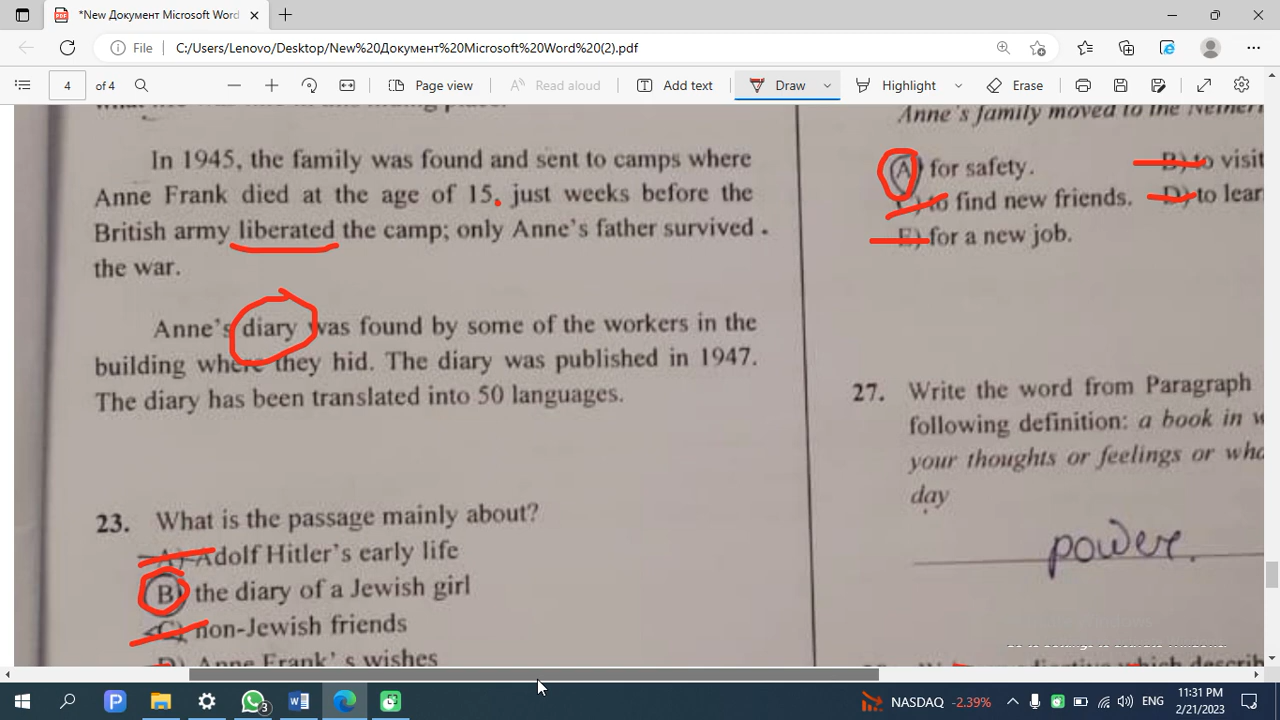 *New Документ Microsoft Word
File
C:/Users/Lenovo/Desktop/New%20Документ%20Microsoft%20Word%20(2).pdf
4 of 4
Page view
Read aloud
Add text
Draw
Highlight
Erase
In 1945, the family was found and sent to camps where
Anne Frank died at the age of 15, just weeks before the
British army liberated the camp; only Anne's father survived
the war.
Anne's diary was found by some of the workers in the
building where they hid. The diary was published in 1947.
The diary has been translated into 50 languages.
23. What is the passage mainly about?
A) Adolf Hitler's early life
B) the diary of a Jewish girl
C) non-Jewish friends
D) Anne Frank' s wishes
Anne's family moved to the
A) for safety.
B) to visit
C) to find new friends.
D) to lear
E) for a new job.
27. Write the word from Paragraph
following definition: a book in w
your thoughts or feelings or wha
day
power.
3
NASDAQ -2.39%
ENG
11:31 PM
2/21/2023